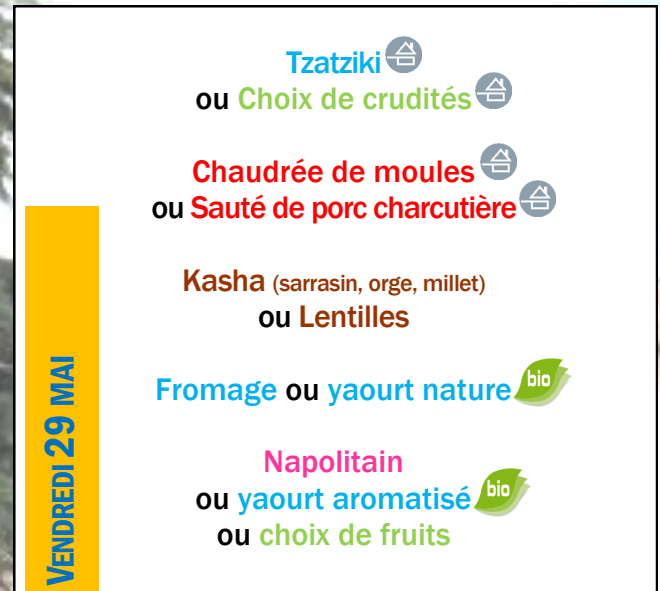 Tzatziki
ou Choix de crudités
Chaudrée de moules
ou Sauté de porc charcutière
Kasha (sarrasin, orge, millet)
ou Lentilles
Fromage ou yaourt nature bio
Napolitain
ou yaourt aromatisé bio
ou choix de fruits
VENDREDI 29 MAI